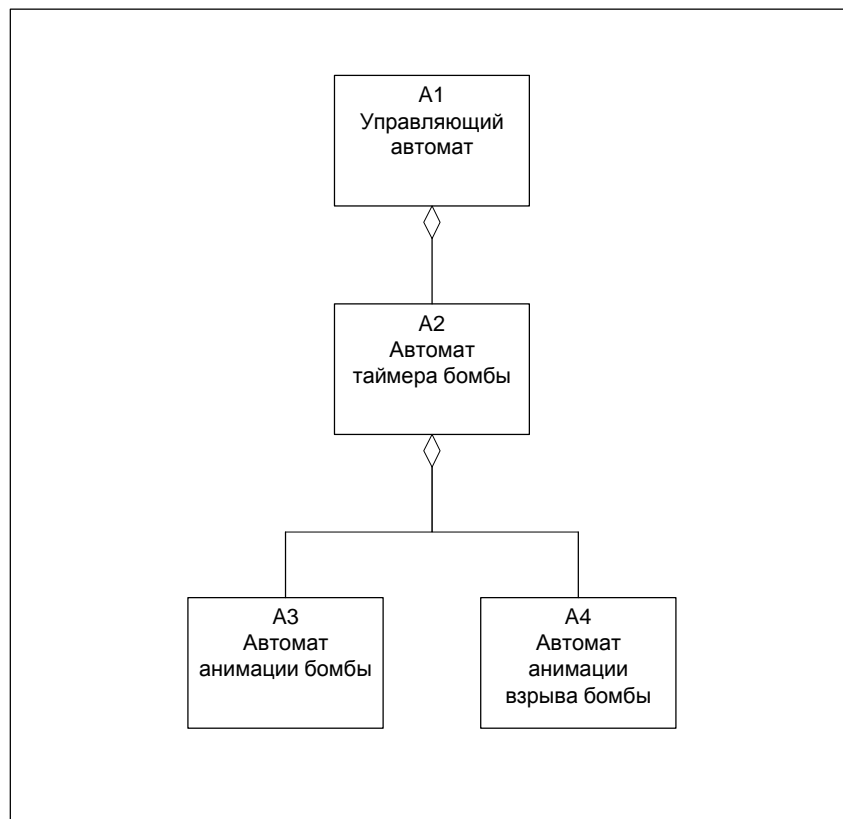 A1
Управляющий
автомат
A2
Автомат
таймера бомбы
A3
Автомат
анимации бомбы
A4
Автомат
анимации
взрыва бомбы